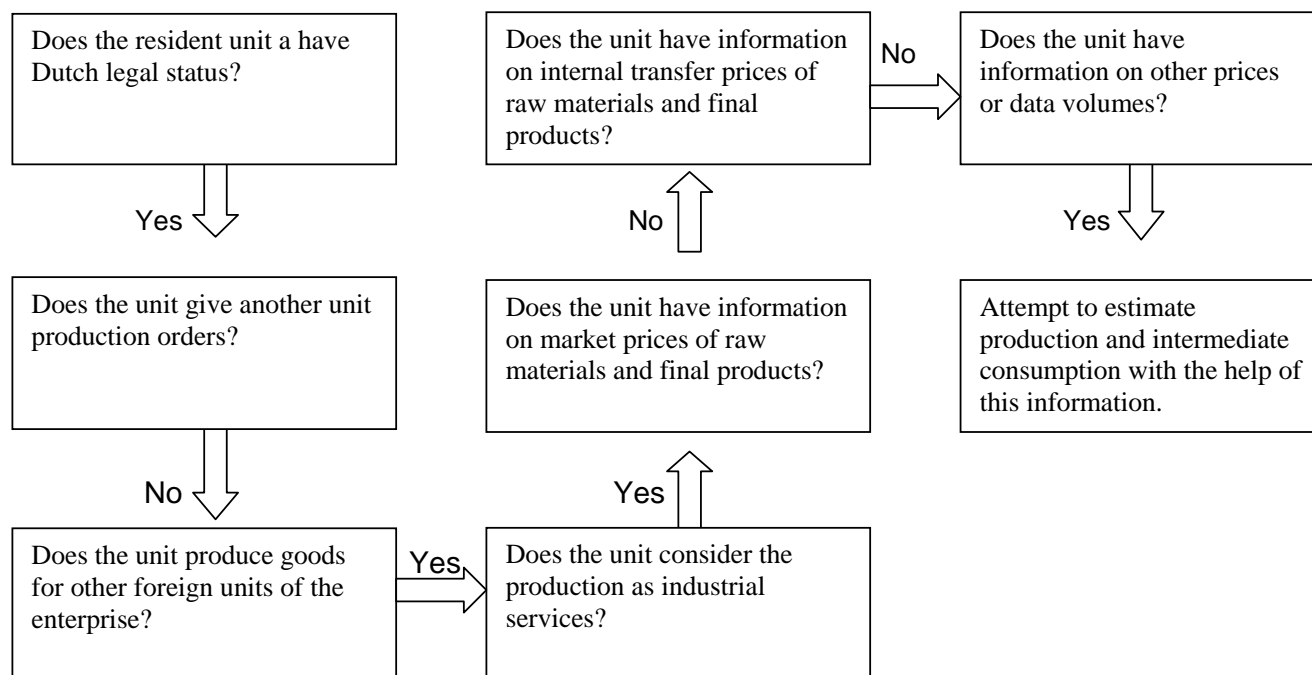 Does the resident unit a have
Dutch legal status?
Yes
Does the unit give another unit
production orders?
No
Does the unit produce goods
for other foreign units of the
enterprise?
Yes
Does the unit consider the
production as industrial
services?
Yes
Does the unit have information
on market prices of raw
materials and final products?
No
Does the unit have information
on internal transfer prices of
raw materials and final
products?
No
Does the unit have
information on other prices
or data volumes?
Yes
Attempt to estimate
production and intermediate
consumption with the help of
this information.